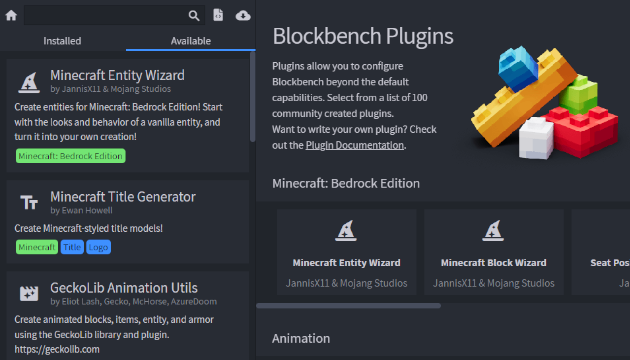 Installed
Available
Minecraft Entity Wizard
by JannisX11 & Mojang Studios
Create entities for Minecraft: Bedrock Edition! Start
with the looks and behavior of a vanilla entity, and
turn it into your own creation!
Minecraft: Bedrock Edition
Minecraft Title Generator
by Ewan Howell
Create Minecraft-styled title models!
Minecraft Title Logo
GeckoLib Animation Utils
by Eliot Lash, Gecko, McHorse, AzureDoom
Create animated blocks, items, entity, and armor
using the GeckoLib library and plugin.
https://geckolib.com
Blockbench Plugins
Plugins allow you to configure
Blockbench beyond the default
capabilities. Select from a list of 100
community created plugins.
Want to write your own plugin? Check
out the Plugin Documentation.
Minecraft: Bedrock Edition
Minecraft Entity Wizard
JannisX11 & Mojang Studios
Minecraft Block Wizard
JannisX11 & Mojang Studios
Seat Pos
Ja
Animation